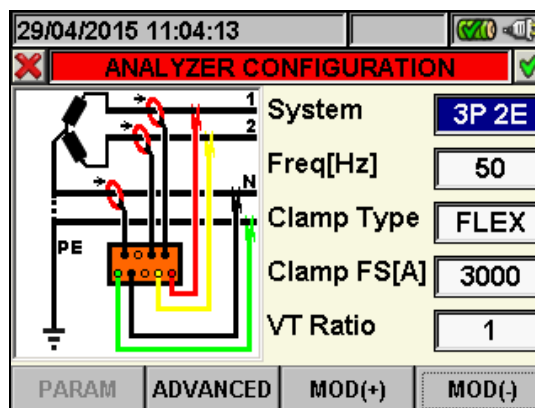 29/04/2015 11:04:13
ANALYZER CONFIGURATION
1
2
N
PE
System 3P 2E
Freq[Hz] 50
Clamp Type FLEX
Clamp FS[A] 3000
VT Ratio 1
PARAM ADVANCED MOD(+) MOD(-)